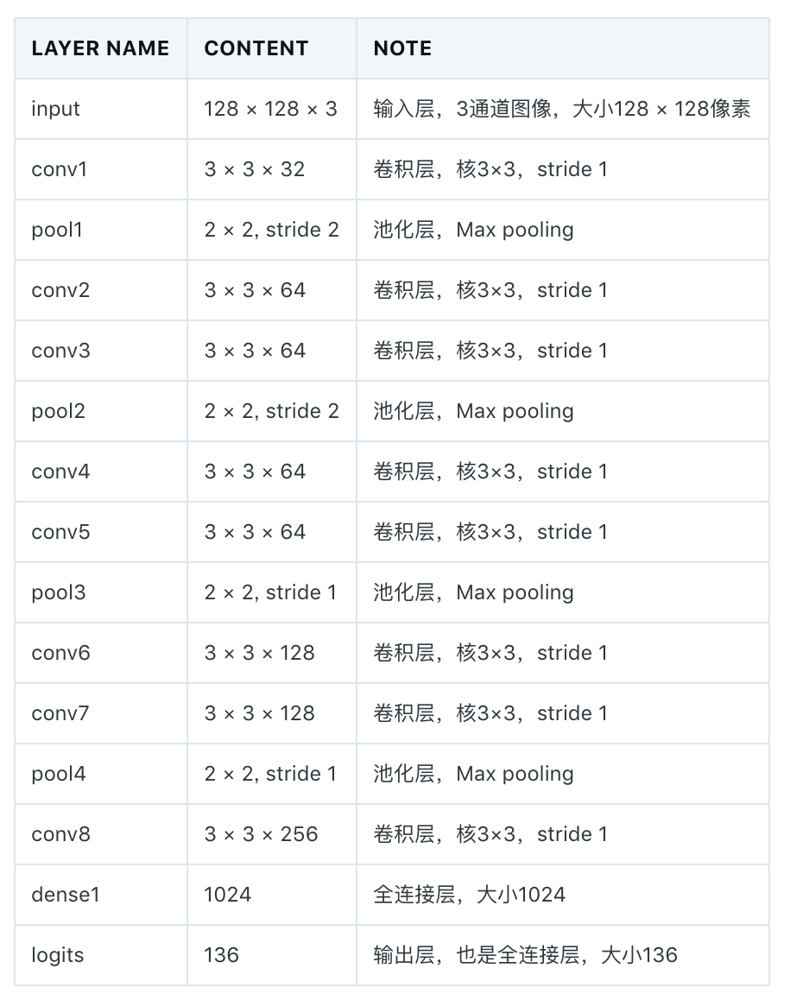 LAYER NAME CONTENT NOTE
input 128 × 128 × 3 输入层，3通道图像，大小128 × 128像素
conv1 3 × 3 × 32 卷积层，核3×3，stride 1
pool1 2 × 2, stride 2 池化层，Max pooling
conv2 3 × 3 × 64 卷积层，核3×3，stride 1
conv3 3 × 3 × 64 卷积层，核3×3，stride 1
pool2 2 × 2, stride 2 池化层，Max pooling
conv4 3 × 3 × 64 卷积层，核3×3，stride 1
conv5 3 × 3 × 64 卷积层，核3×3，stride 1
pool3 2 × 2, stride 1 池化层，Max pooling
conv6 3 × 3 × 128 卷积层，核3×3，stride 1
conv7 3 × 3 × 128 卷积层，核3×3，stride 1
pool4 2 × 2, stride 1 池化层，Max pooling
conv8 3 × 3 × 256 卷积层，核3×3，stride 1
dense1 1024 全连接层，大小1024
logits 136 输出层，也是全连接层，大小136